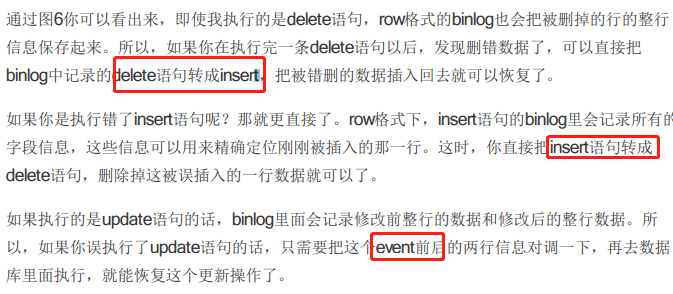 通过图6你可以看出来，即使我执行的是delete语句，row格式的binlog也会把被删掉的行的整行
信息保存起来。所以，如果你在执行完一条delete语句以后，发现删错数据了，可以直接把
binlog中记录的delete语句转成insert，把被错删的数据插入回去就可以恢复了。
如果你是执行错了insert语句呢？那就更直接了。row格式下，insert语句的binlog里会记录所有的
字段信息，这些信息可以用来精确定位刚刚被插入的那一行。这时，你直接把insert语句转成
delete语句，删除掉这被误插入的一行数据就可以了。
如果执行的是update语句的话，binlog里面会记录修改前整行的数据和修改后的整行数据。所
以，如果你误执行了update语句的话，只需要把这个event前后的两行信息对调一下，再去数据
库里面执行，就能恢复这个更新操作了。